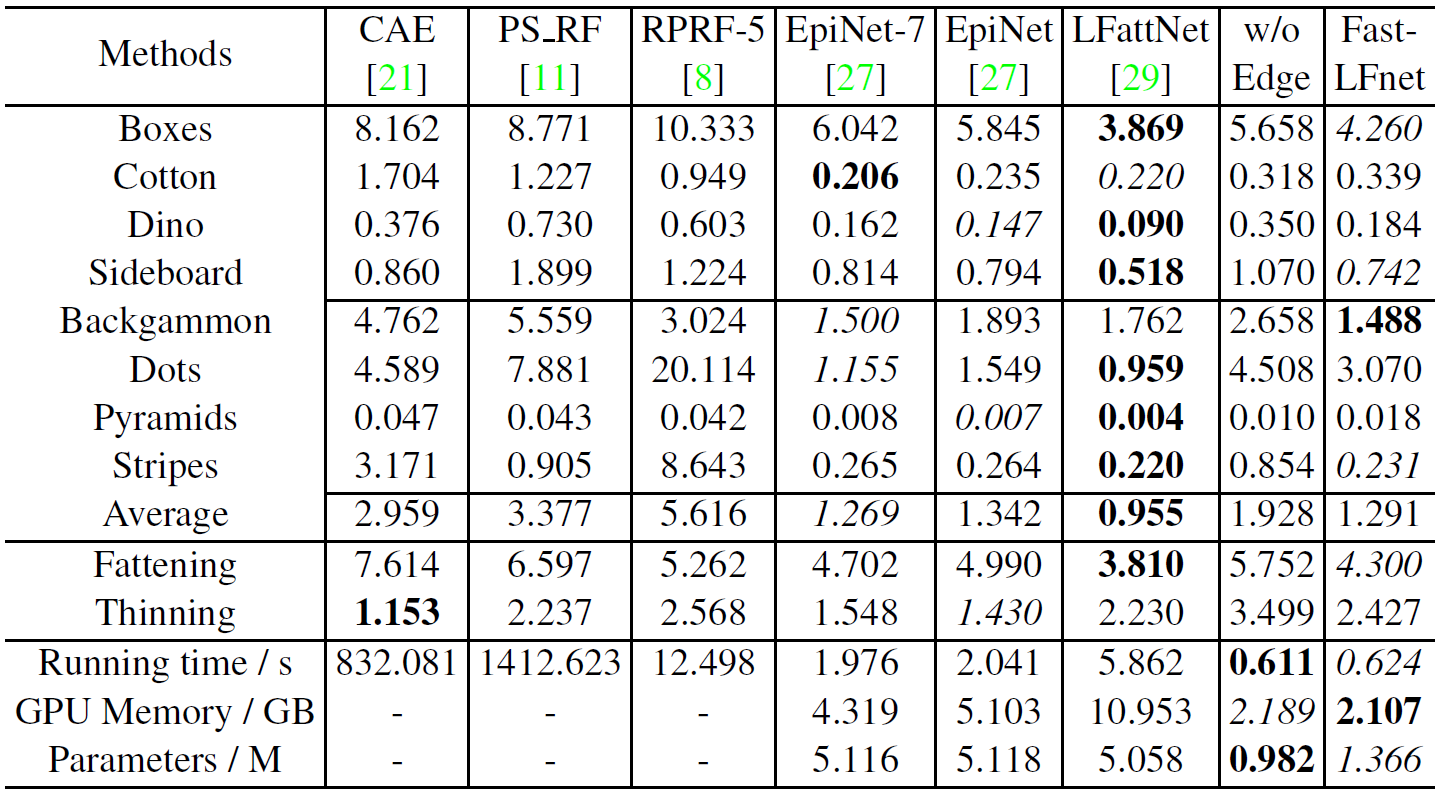 Methods CAE [21] PS_RF [11] RPRF-5 [8] EpiNet-7 [27] EpiNet [27] LFattNet [29] w/o Edge Fast-LFnet
Boxes 8.162 8.771 10.333 6.042 5.845 3.869 5.658 4.260
Cotton 1.704 1.227 0.949 0.206 0.235 0.220 0.318 0.339
Dino 0.376 0.730 0.603 0.162 0.147 0.090 0.350 0.184
Sideboard 0.860 1.899 1.224 0.814 0.794 0.518 1.070 0.742
Backgammon 4.762 5.559 3.024 1.500 1.893 1.762 2.658 1.488
Dots 4.589 7.881 20.114 1.155 1.549 0.959 4.508 3.070
Pyramids 0.047 0.043 0.042 0.008 0.007 0.004 0.010 0.018
Stripes 3.171 0.905 8.643 0.265 0.264 0.220 0.854 0.231
Average 2.959 3.377 5.616 1.269 1.342 0.955 1.928 1.291
Fattening 7.614 6.597 5.262 4.702 4.990 3.810 5.752 4.300
Thinning 1.153 2.237 2.568 1.548 1.430 2.230 3.499 2.427
Running time / s 832.081 1412.623 12.498 1.976 2.041 5.862 0.611 0.624
GPU Memory / GB - - - 4.319 5.103 10.953 2.189 2.107
Parameters / M - - - 5.116 5.118 5.058 0.982 1.366